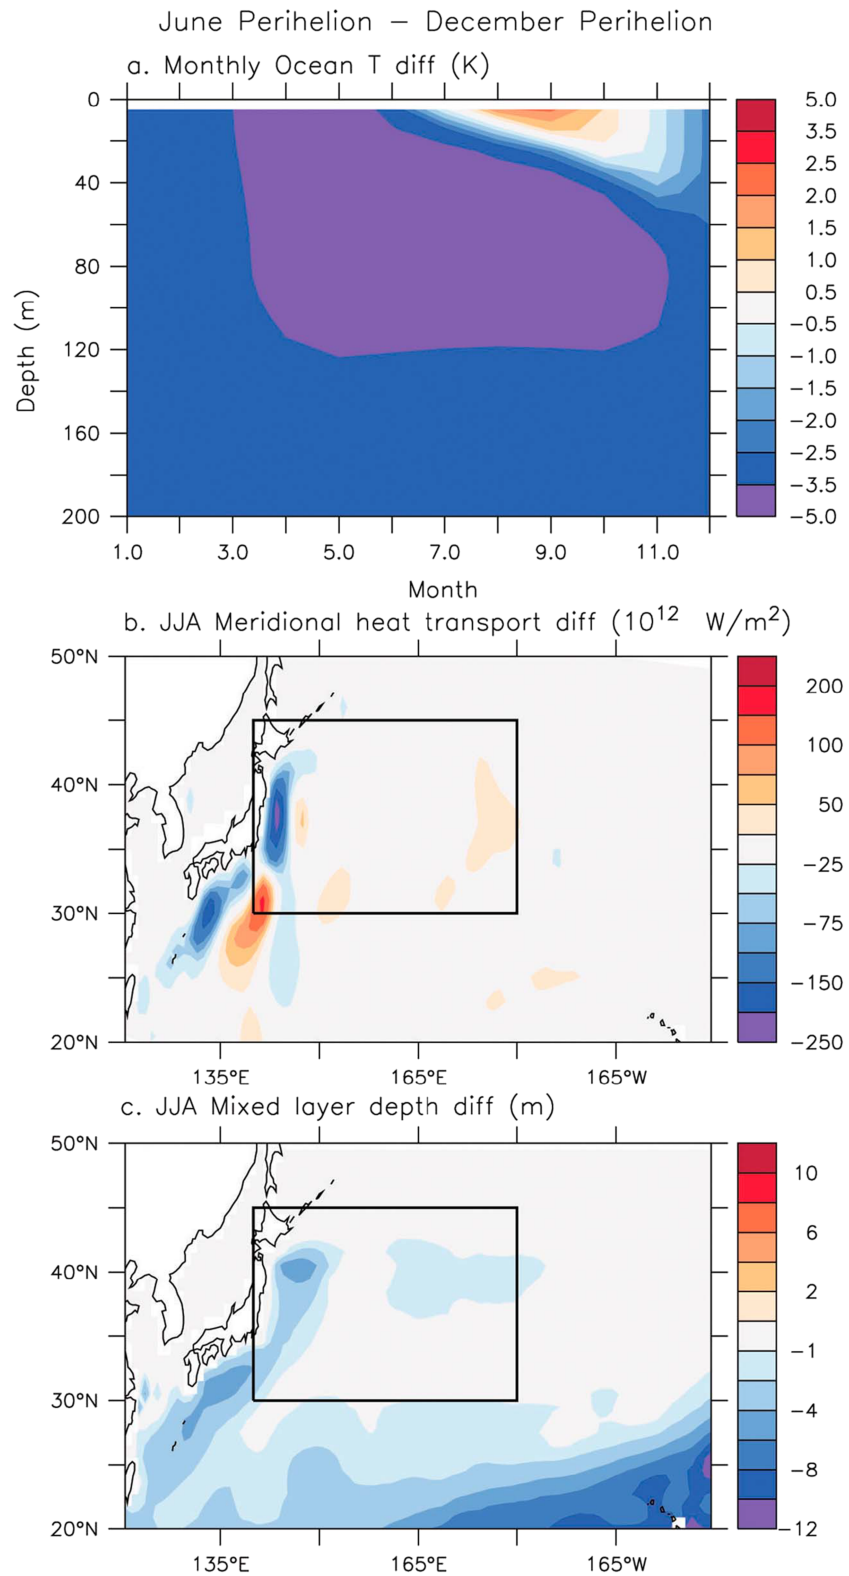 June Perihelion – December Perihelion
a. Monthly Ocean T diff (K)
0
40
80
120
160
200
Depth (m)
1.0 3.0 5.0 7.0 9.0 11.0
Month
5.0
3.5
2.5
2.0
1.5
1.0
0.5
−0.5
−1.0
−1.5
−2.0
−2.5
−3.5
−5.0
b. JJA Meridional heat transport diff (10¹² W/m²)
50°N
40°N
30°N
20°N
135°E 165°E 165°W
200
100
50
−25
−75
−150
−250
c. JJA Mixed layer depth diff (m)
50°N
40°N
30°N
20°N
135°E 165°E 165°W
10
6
2
−1
−4
−8
−12